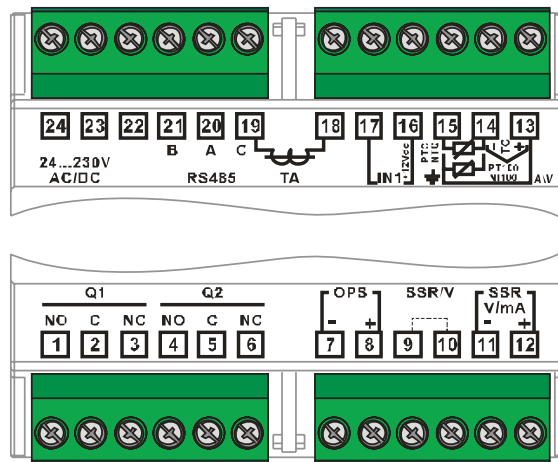 24 23 22 21 20 19 18 17 16 15 14 13
B A C
24...230V
AC/DC
RS485 TA
IN1
+12Vcc
PTC
NTC
- TC +
PT100
NI100
Q1 Q2 OPS SSR/V SSR
V/mA
NO C NC NO C NC - + - +
1 2 3 4 5 6 7 8 9 10 11 12